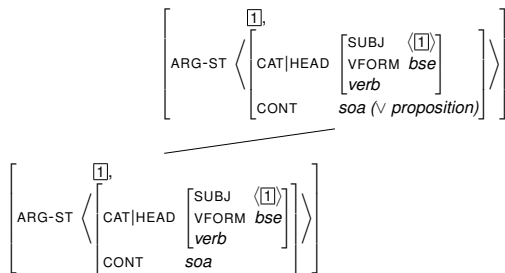 1,
SUBJ ⟨1⟩
ARG-ST ⟨ CAT|HEAD VFORM bse ⟩
verb
CONT soa (∨ proposition)
1,
SUBJ ⟨1⟩
ARG-ST ⟨ CAT|HEAD VFORM bse ⟩
verb
CONT soa